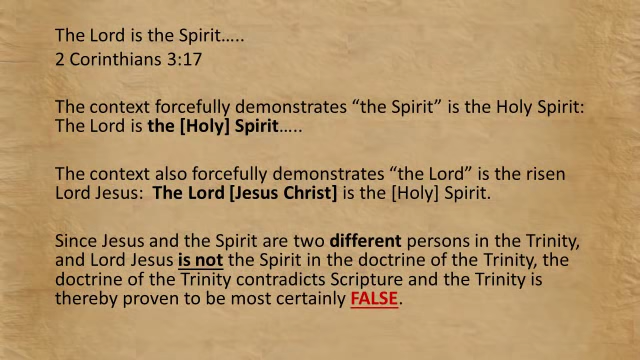 The Lord is the Spirit…..
2 Corinthians 3:17
The context forcefully demonstrates “the Spirit” is the Holy Spirit:
The Lord is the [Holy] Spirit…..
The context also forcefully demonstrates “the Lord” is the risen
Lord Jesus:  The Lord [Jesus Christ] is the [Holy] Spirit.
Since Jesus and the Spirit are two different persons in the Trinity,
and Lord Jesus is not the Spirit in the doctrine of the Trinity, the
doctrine of the Trinity contradicts Scripture and the Trinity is
thereby proven to be most certainly FALSE.